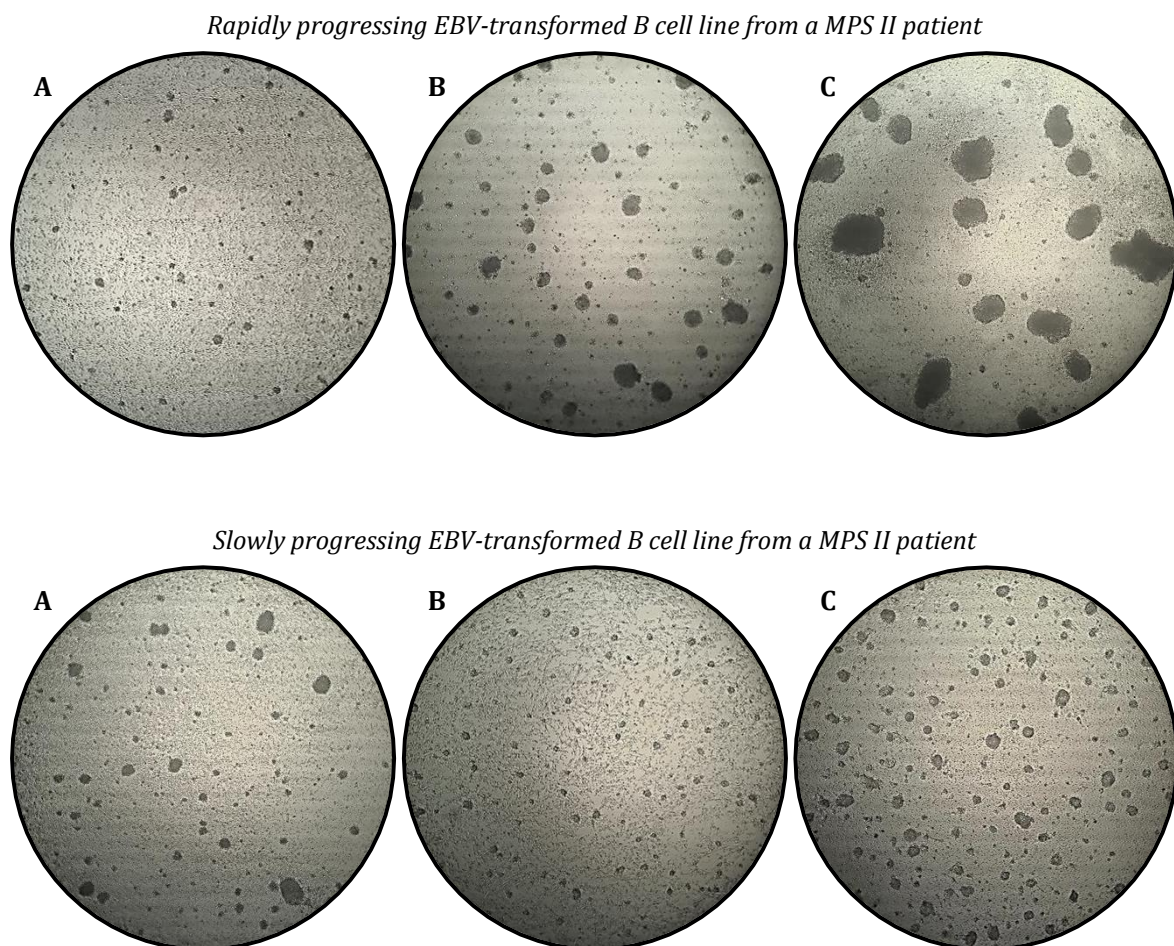 Rapidly progressing EBV-transformed B cell line from a MPS II patient
A B C
Slowly progressing EBV-transformed B cell line from a MPS II patient
A B C